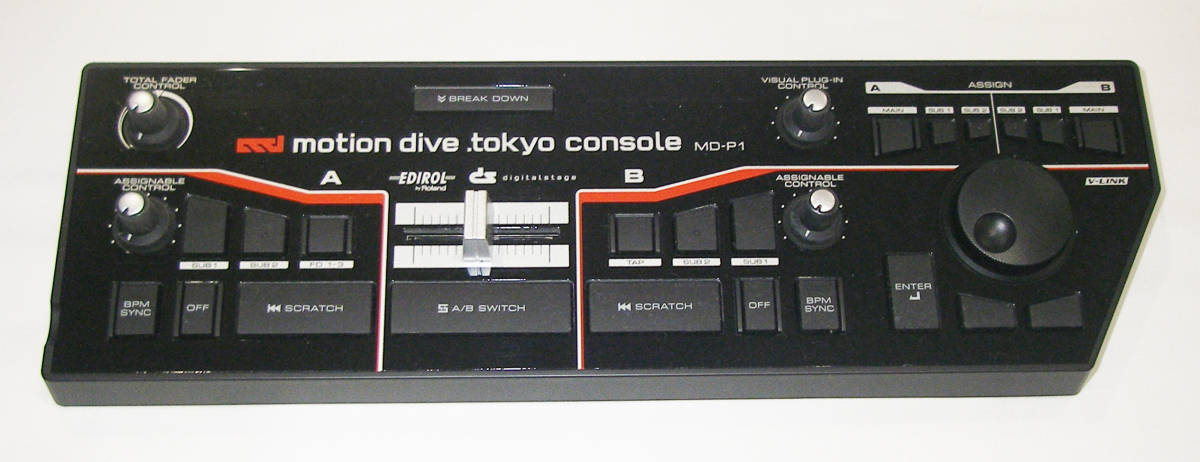 TOTAL FADER
CONTROL
BREAK DOWN
VISUAL PLUG-IN
CONTROL
A
ASSIGN
B
MAIN
SUB 1
SUB 2
SUB 2
SUB 1
MAIN
motion dive .tokyo console MD-P1
ASSIGNABLE
CONTROL
A
EDIROL
by Roland
ds digitalstage
B
ASSIGNABLE
CONTROL
V-LINK
SUB 1
SUB 2
FD. 1-3
TAP
SUB 2
SUB 1
BPM
SYNC
OFF
SCRATCH
A/B SWITCH
SCRATCH
OFF
BPM
SYNC
ENTER